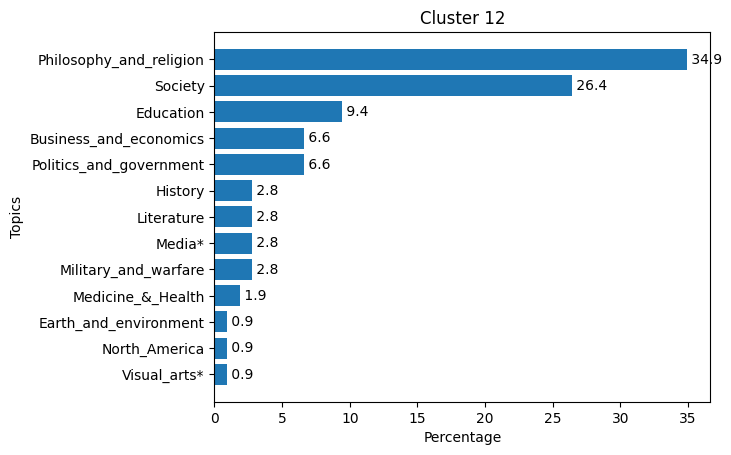 Cluster 12
Philosophy_and_religion 34.9
Society 26.4
Education 9.4
Business_and_economics 6.6
Politics_and_government 6.6
History 2.8
Literature 2.8
Media* 2.8
Military_and_warfare 2.8
Medicine_&_Health 1.9
Earth_and_environment 0.9
North_America 0.9
Visual_arts* 0.9
Topics
0 5 10 15 20 25 30 35
Percentage